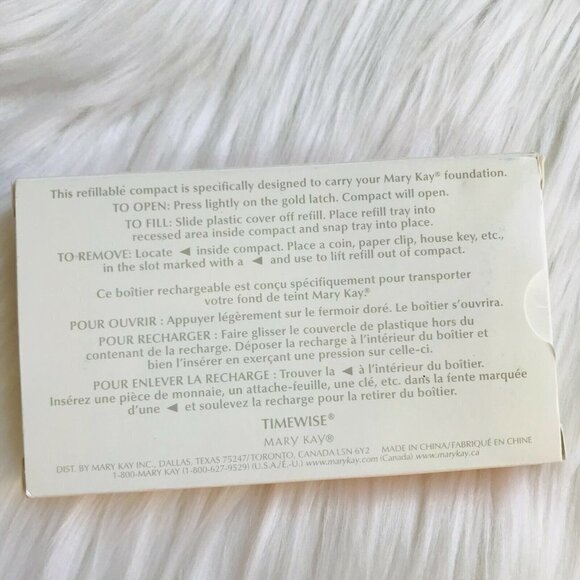 This refillable compact is specifically designed to carry your Mary Kay® foundation.
TO OPEN: Press lightly on the gold latch. Compact will open.
TO FILL: Slide plastic cover off refill. Place refill tray into
recessed area inside compact and snap tray into place.
TO REMOVE: Locate ◄ inside compact. Place a coin, paper clip, house key, etc.,
in the slot marked with a ◄ and use to lift refill out of compact.
Ce boîtier rechargeable est conçu spécifiquement pour transporter
votre fond de teint Mary Kay®.
POUR OUVRIR : Appuyer légèrement sur le fermoir doré. Le boîtier s'ouvrira.
POUR RECHARGER : Faire glisser le couvercle de plastique hors du
contenant de la recharge. Déposer la recharge à l'intérieur du boîtier et
bien l'insérer en exerçant une pression sur celle-ci.
POUR ENLEVER LA RECHARGE : Trouver la ◄ à l'intérieur du boîtier.
Insérez une pièce de monnaie, un attache-feuille, une clé, etc. dans la fente marquée
d'une ◄ et soulevez la recharge pour la retirer du boîtier.
TIMEWISE®
MARY KAY®
DIST. BY MARY KAY INC., DALLAS, TEXAS 75247/TORONTO, CANADA L5N 6Y2 MADE IN CHINA/FABRIQUÉ EN CHINE
1-800-MARY KAY (1-800-627-9529) (U.S.A./É.-U.) www.marykay.com (Canada) www.marykay.ca